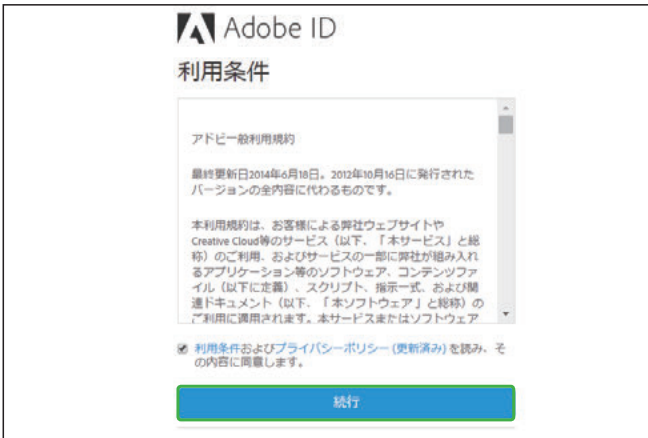 Adobe ID
利用条件
アドビ一般利用規約
最終更新日2014年6月18日。2012年10月16日に発行された
バージョンの全内容に代わるものです。
本利用規約は、お客様による弊社ウェブサイトや
Creative Cloud等のサービス（以下、「本サービス」と総
称）のご利用、およびサービスの一部に弊社が組み入れ
るアプリケーション等のソフトウェア、コンテンツファ
イル（以下に定義）、スクリプト、指示一式、および関
連ドキュメント（以下、「本ソフトウェア」と総称）の
ご利用に適用されます。本サービスまたはソフトウェア
利用条件およびプライバシーポリシー (更新済み) を読み、そ
の内容に同意します。
続行